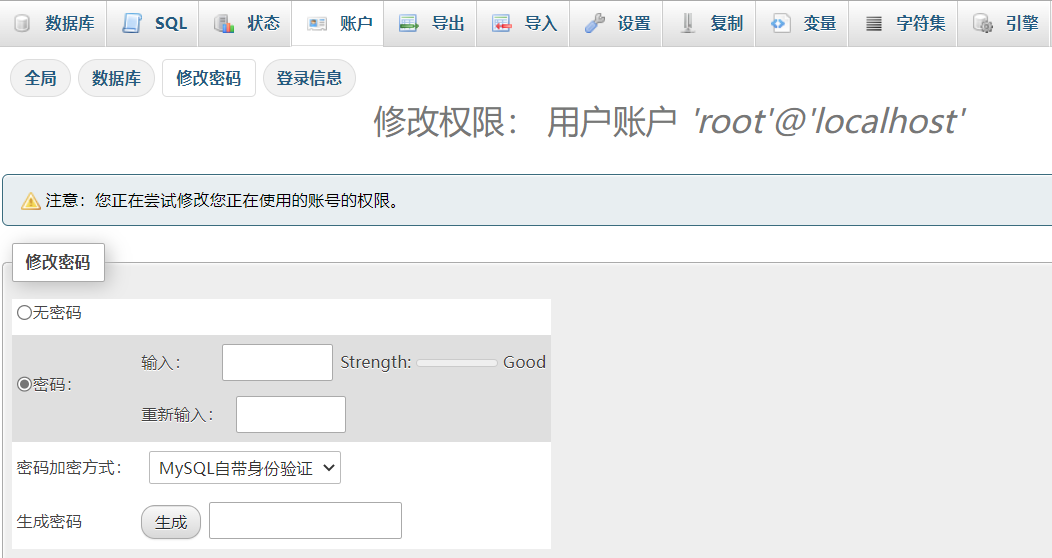 数据库 SQL 状态 账户 导出 导入 设置 复制 变量 字符集 引擎
全局 数据库 修改密码 登录信息
修改权限： 用户账户 'root'@'localhost'
注意：您正在尝试修改您正在使用的账号的权限。
修改密码
无密码
输入： Strength: Good
密码：
重新输入：
密码加密方式： MySQL自带身份验证
生成密码 生成